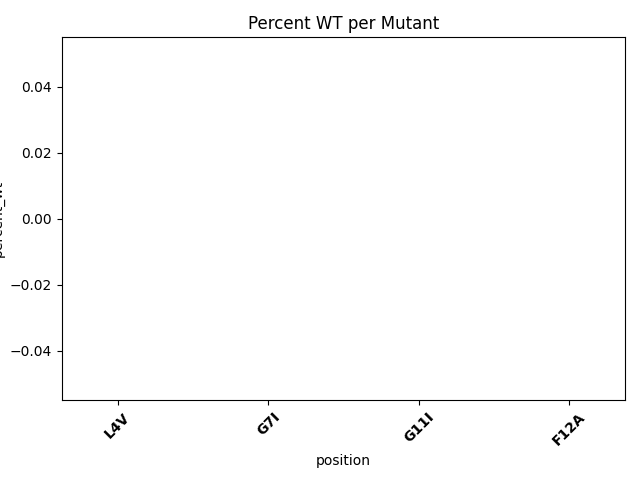 Percent WT per Mutant
0.04
0.02
0.00
−0.02
−0.04
percent_wt
L4V
G7I
G11I
F12A
position